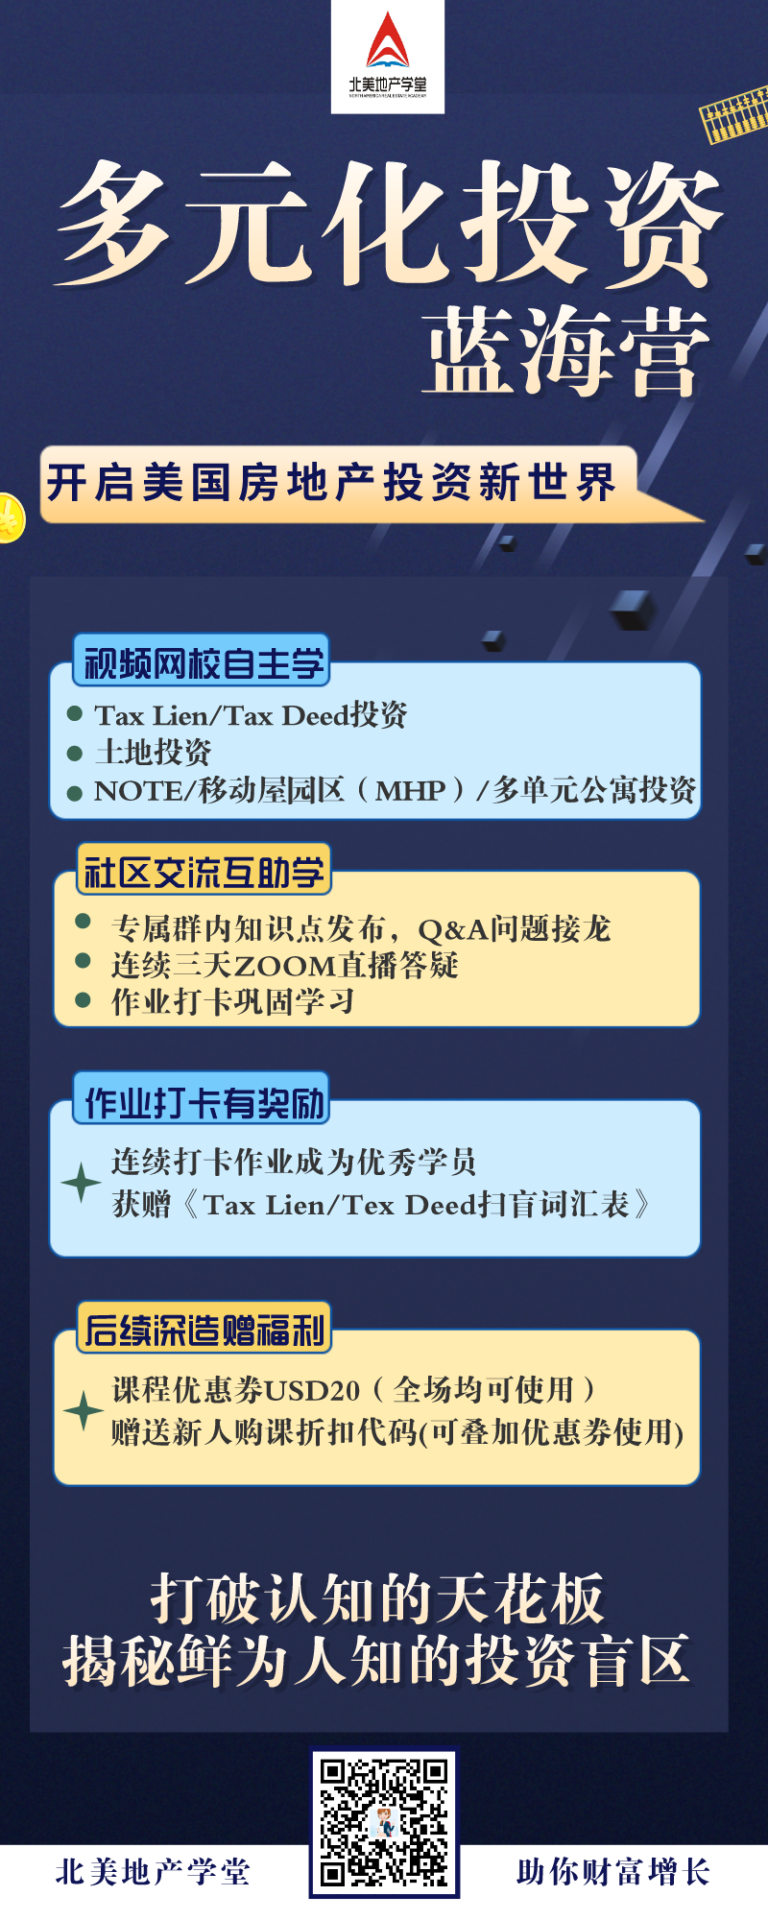 北美地产学堂
NORTH AMERICA REAL ESTATE ACADEMY
多元化投资
蓝海营
开启美国房地产投资新世界
视频网校自主学
Tax Lien/Tax Deed投资
土地投资
NOTE/移动屋园区（MHP）/多单元公寓投资
社区交流互助学
专属群内知识点发布，Q&A问题接龙
连续三天ZOOM直播答疑
作业打卡巩固学习
作业打卡有奖励
连续打卡作业成为优秀学员
获赠《Tax Lien/Tex Deed扫盲词汇表》
后续深造赠福利
课程优惠券USD20（全场均可使用）
赠送新人购课折扣代码(可叠加优惠券使用)
打破认知的天花板
揭秘鲜为人知的投资盲区
北美地产学堂
助你财富增长